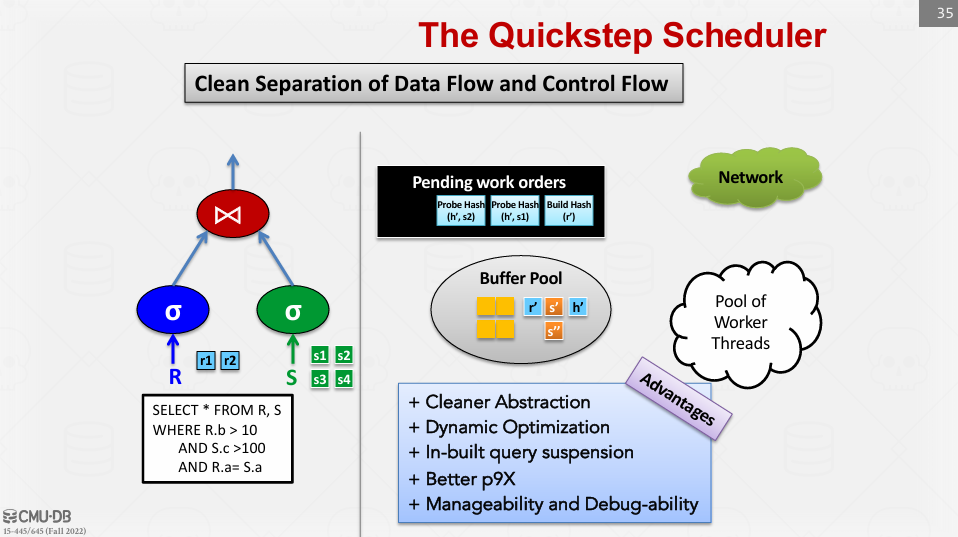 35
The Quickstep Scheduler
Clean Separation of Data Flow and Control Flow
⋈
σ
σ
R
r1 r2
S
s1 s2
s3 s4
SELECT * FROM R, S
WHERE R.b > 10
AND S.c >100
AND R.a= S.a
Pending work orders
Probe Hash
(h’, s2)
Probe Hash
(h’, s1)
Build Hash
(r’)
Network
Buffer Pool
r’ s’ h’
s’’
Pool of
Worker
Threads
Advantages
+ Cleaner Abstraction
+ Dynamic Optimization
+ In-built query suspension
+ Better p9X
+ Manageability and Debug-ability
CMU·DB
15-445/645 (Fall 2022)